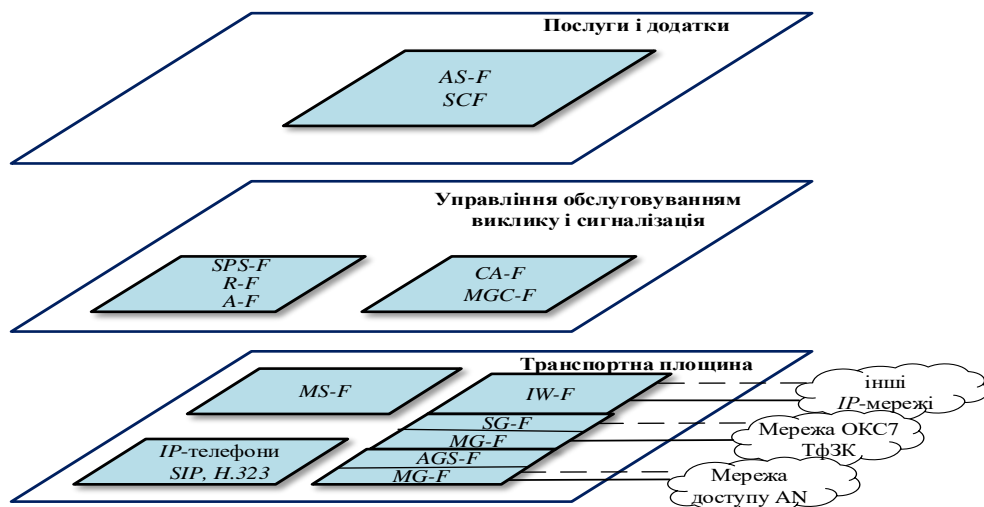 Послуги і додатки
AS-F
SCF
Управління обслуговуванням
виклику і сигналізація
SPS-F
R-F
A-F
CA-F
MGC-F
Транспортна площина
MS-F
IW-F
інші
IP-мережі
SG-F
MG-F
Мережа ОКС7
ТфЗК
IP-телефони
SIP, H.323
AGS-F
MG-F
Мережа
доступу AN